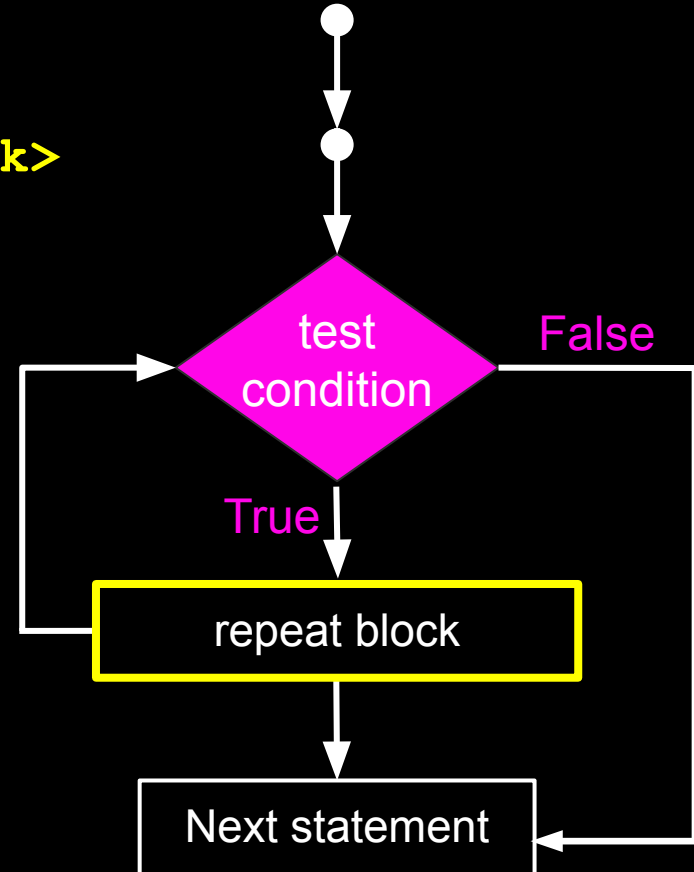 k>
test
condition
False
True
repeat block
Next statement